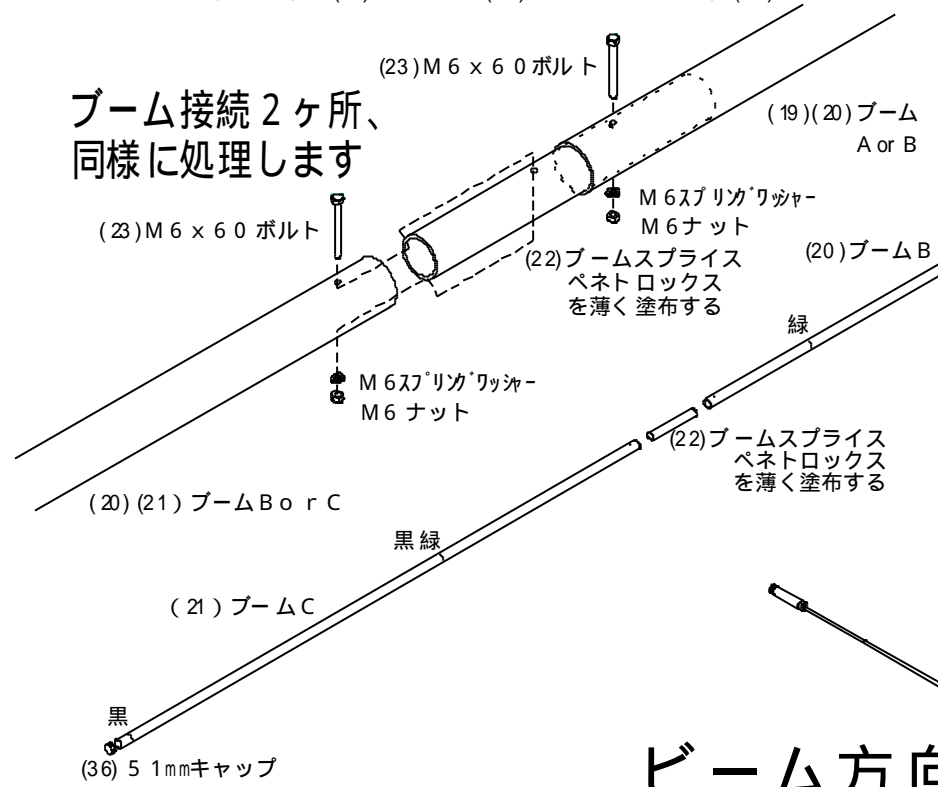 (23)M6x60ボルト
ブーム接続2ヶ所、
同様に処理します
(19)(20)ブーム
A or B
M6スプリングワッシャー
M6ナット
(23)M6x60ボルト
(22)ブームスプライス
ペネトロックス
を薄く塗布する
(20)ブームB
緑
M6スプリングワッシャー
M6ナット
(22)ブームスプライス
ペネトロックス
を薄く塗布する
(20)(21)ブームB or C
黒緑
(21)ブームC
黒
(36)51mmキャップ
ビーム方向